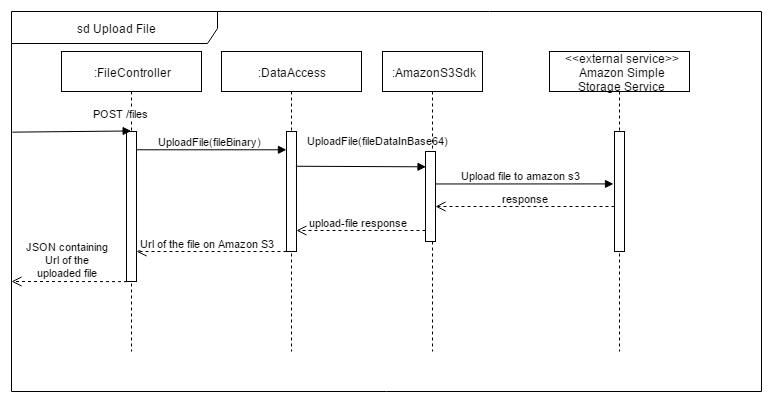 sd Upload File
:FileController
:DataAccess
:AmazonS3Sdk
<<external service>>
Amazon Simple
Storage Service
POST /files
UploadFile(fileBinary)
UploadFile(fileDataInBase64)
Upload file to amazon s3
response
upload-file response
Url of the file on Amazon S3
JSON containing
Url of the
uploaded file